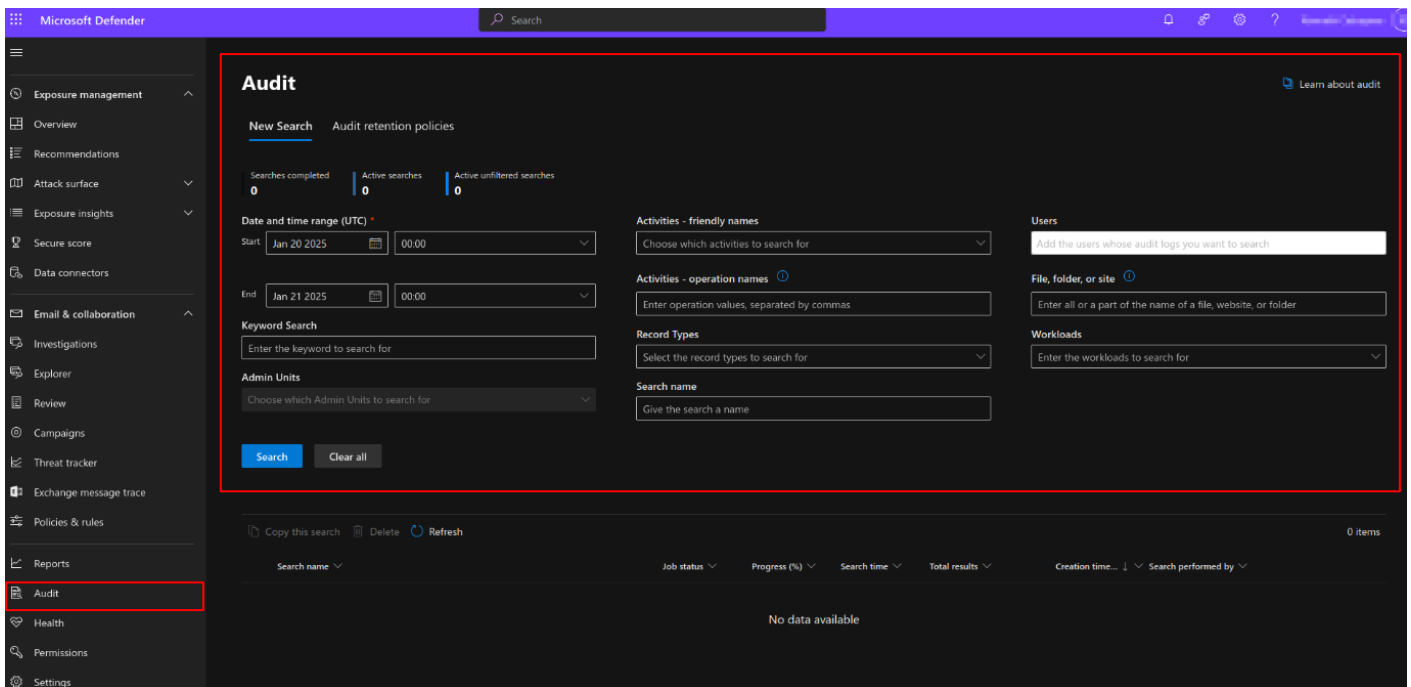 Microsoft Defender
Search
?
Exposure management
Overview
Recommendations
Attack surface
Exposure insights
Secure score
Data connectors
Email & collaboration
Investigations
Explorer
Review
Campaigns
Threat tracker
Exchange message trace
Policies & rules
Reports
Audit
Health
Permissions
Settings
Audit
Learn about audit
New Search Audit retention policies
Searches completed Active searches Active unfiltered searches
0 0 0
Date and time range (UTC) *
Start Jan 20 2025 00:00
End Jan 21 2025 00:00
Keyword Search
Enter the keyword to search for
Admin Units
Choose which Admin Units to search for
Activities - friendly names
Choose which activities to search for
Activities - operation names
Enter operation values, separated by commas
Record Types
Select the record types to search for
Search name
Give the search a name
Users
Add the users whose audit logs you want to search
File, folder, or site
Enter all or a part of the name of a file, website, or folder
Workloads
Enter the workloads to search for
Search Clear all
Copy this search Delete Refresh 0 items
Search name Job status Progress (%) Search time Total results Creation time... ↓ Search performed by
No data available